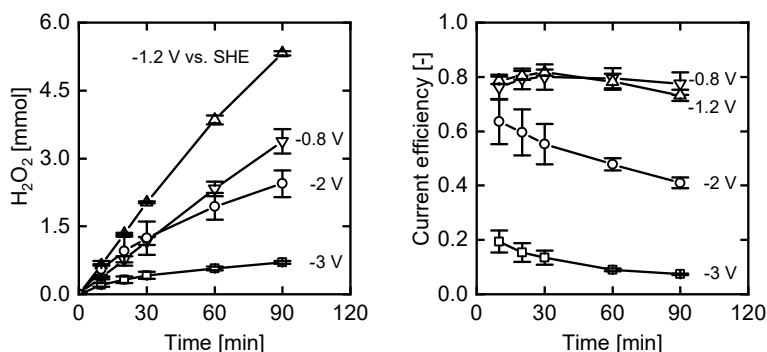 6.0
4.5
3.0
1.5
0.0
H₂O₂ [mmol]
-1.2 V vs. SHE
-0.8 V
-2 V
-3 V
0 30 60 90 120
Time [min]
1.0
0.8
0.6
0.4
0.2
0.0
Current efficiency [-]
-0.8 V
-1.2 V
-2 V
-3 V
0 30 60 90 120
Time [min]